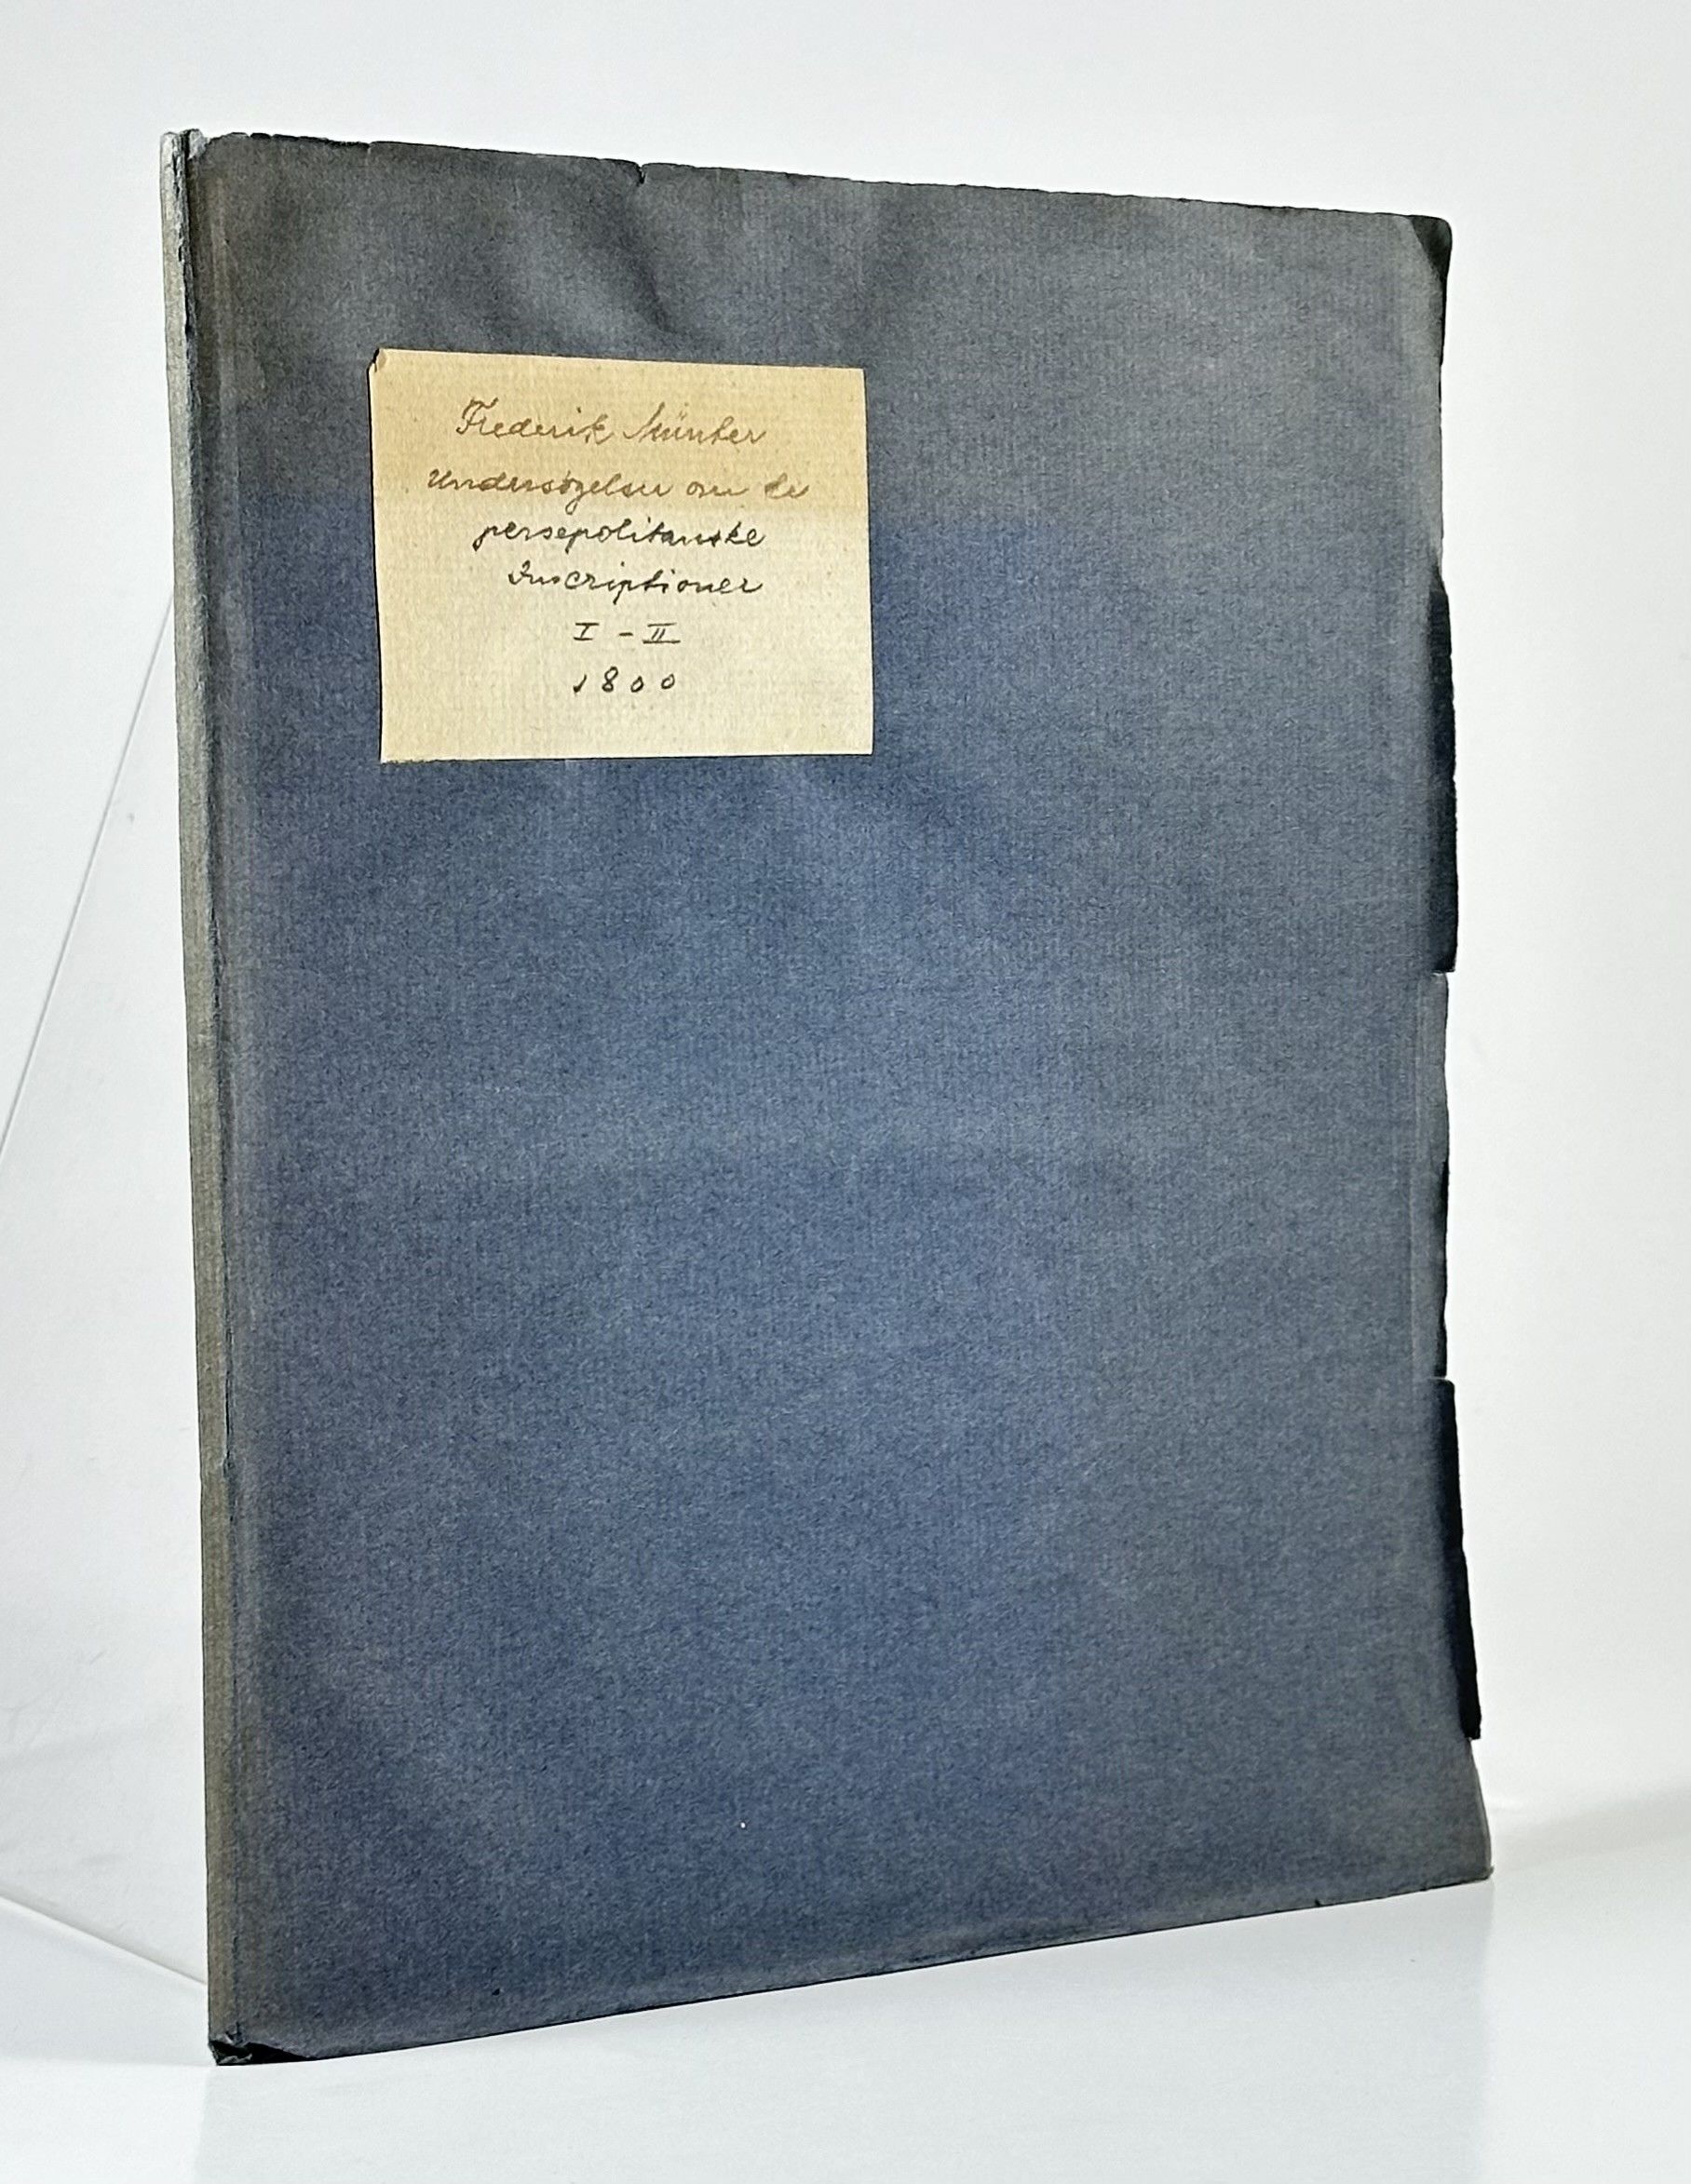 Frederik Münter
Undersøgelser om de
persepolitanske
Inscriptioner
I - II
1800